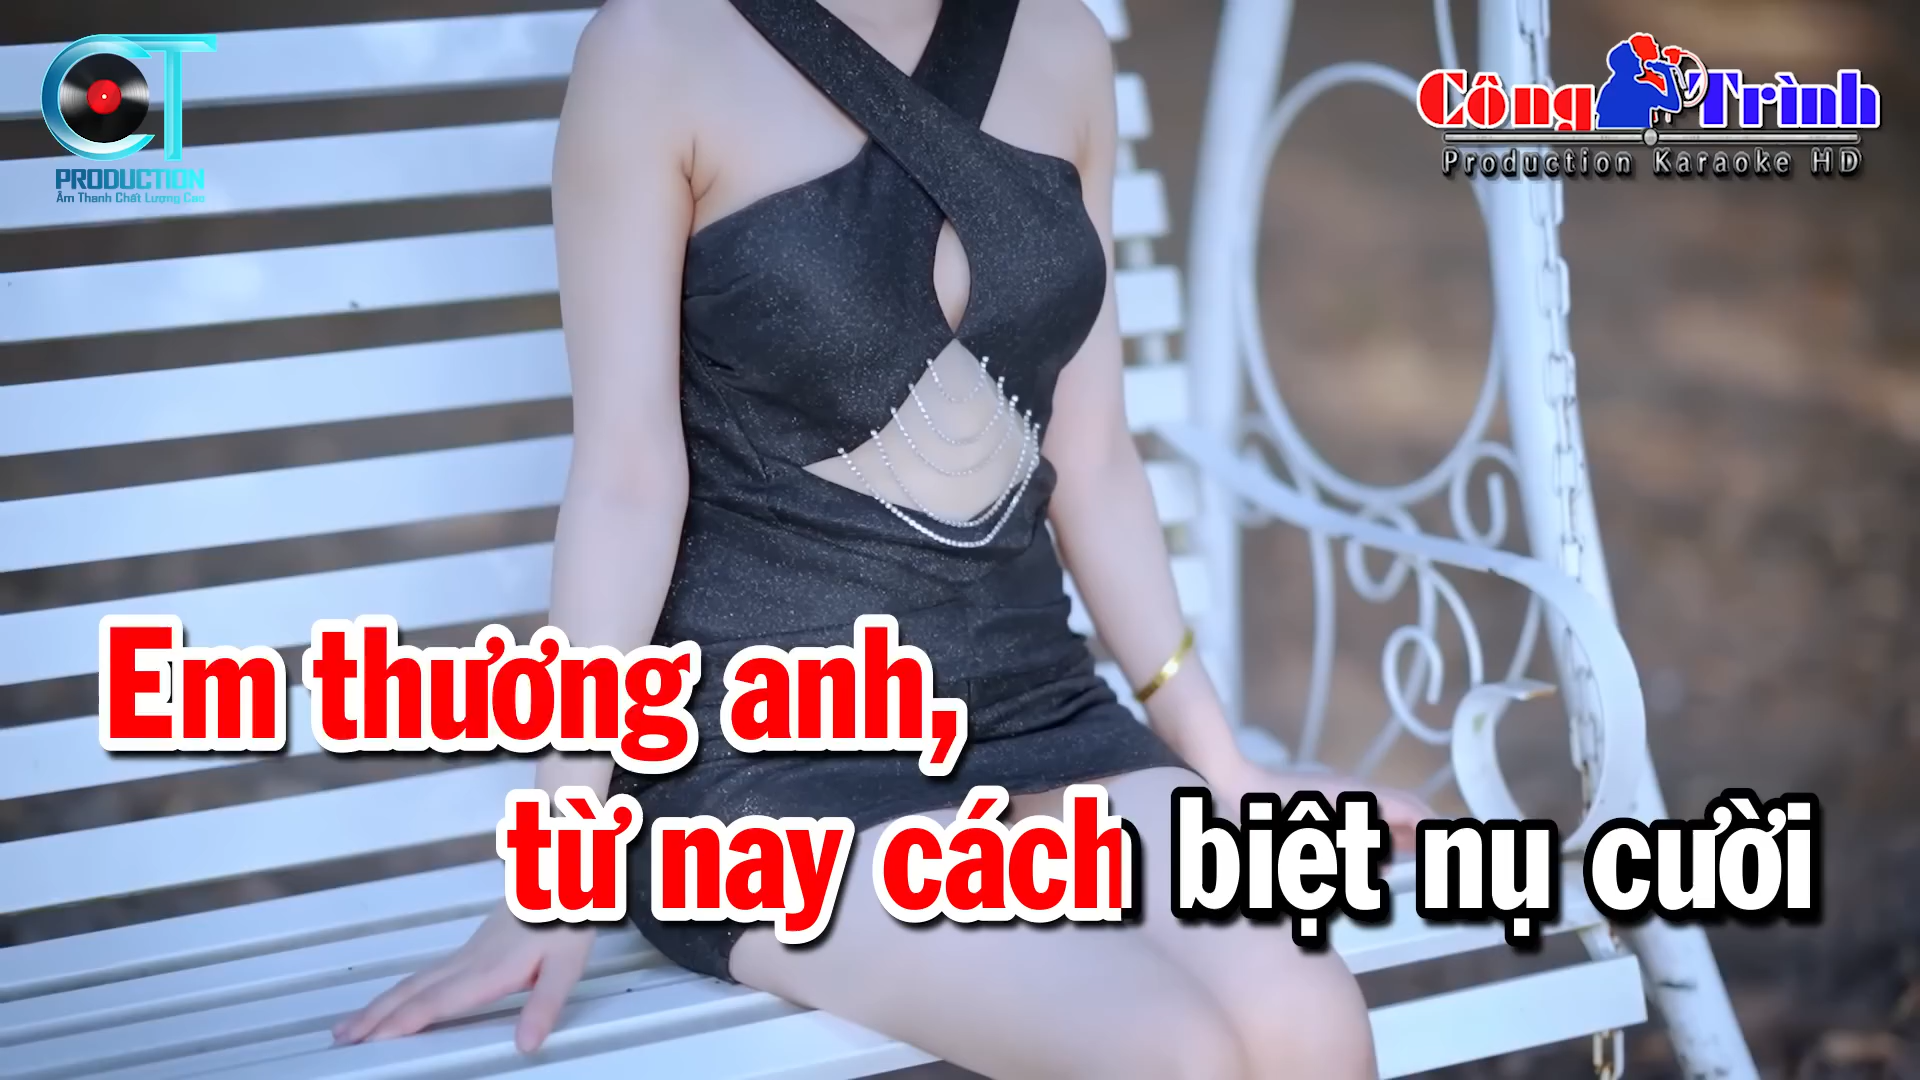 CT
PRODUCTION
Âm Thanh Chất Lượng Cao
Công Trình
Production Karaoke HD
Em thương anh,
từ nay cách biệt nụ cười